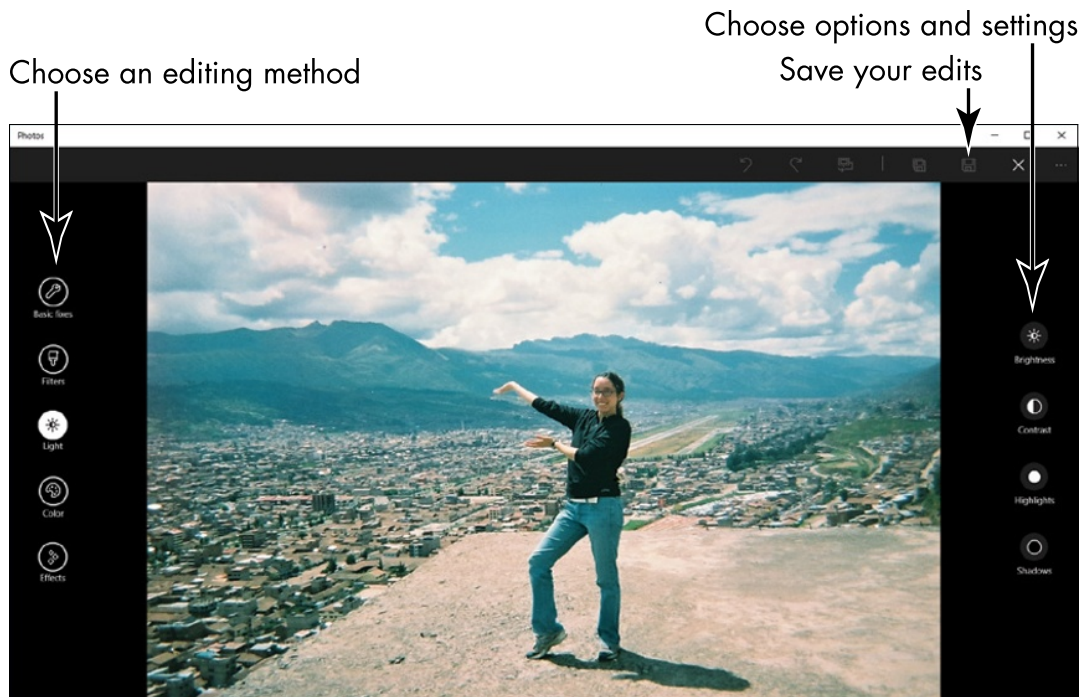 Choose options and settings
Choose an editing method
Save your edits
Photos
Basic fixes
Filters
Light
Color
Effects
Brightness
Contrast
Highlights
Shadows